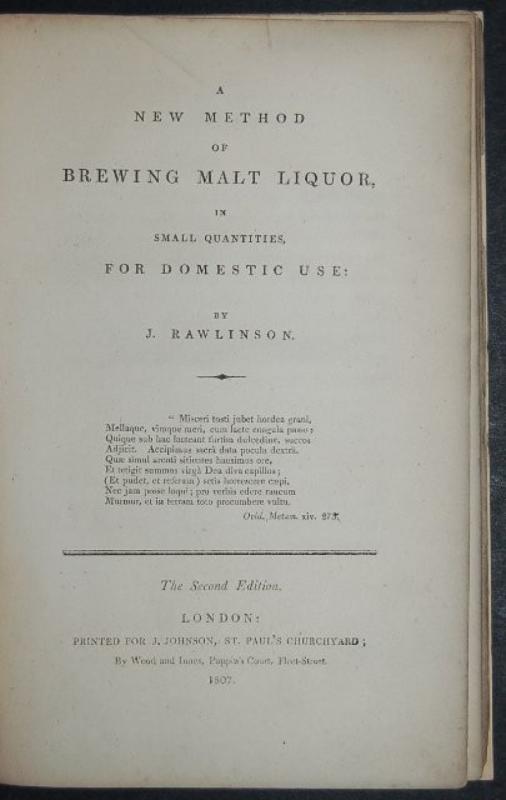 A
NEW METHOD
OF
BREWING MALT LIQUOR,
IN
SMALL QUANTITIES,
FOR DOMESTIC USE:
BY
J. RAWLINSON.
" Misceri tosti jubet hordea grani,
Mellaque, vimque meri, cum lacte coagula passo;
Quique sub hac lateant furtim dulcedine, succos
Adjicit. Accipimus sacrâ data pocula dextrâ.
Quæ simul arenti sitientes hausimus ore,
Et tetigit summos virgâ Dea diva capillos;
(Et pudet, et referam) setis horrescere cœpi,
Nec jam posse loqui; pro verbis edere raucum
Murmur, et in terram toto procumbere vultu.
Ovid. Metam. xiv.
The Second Edition.
LONDON:
PRINTED FOR J. JOHNSON, ST. PAUL'S CHURCHYARD;
By Wood and Innes, Poppin's Court, Fleet-Street.
1807.